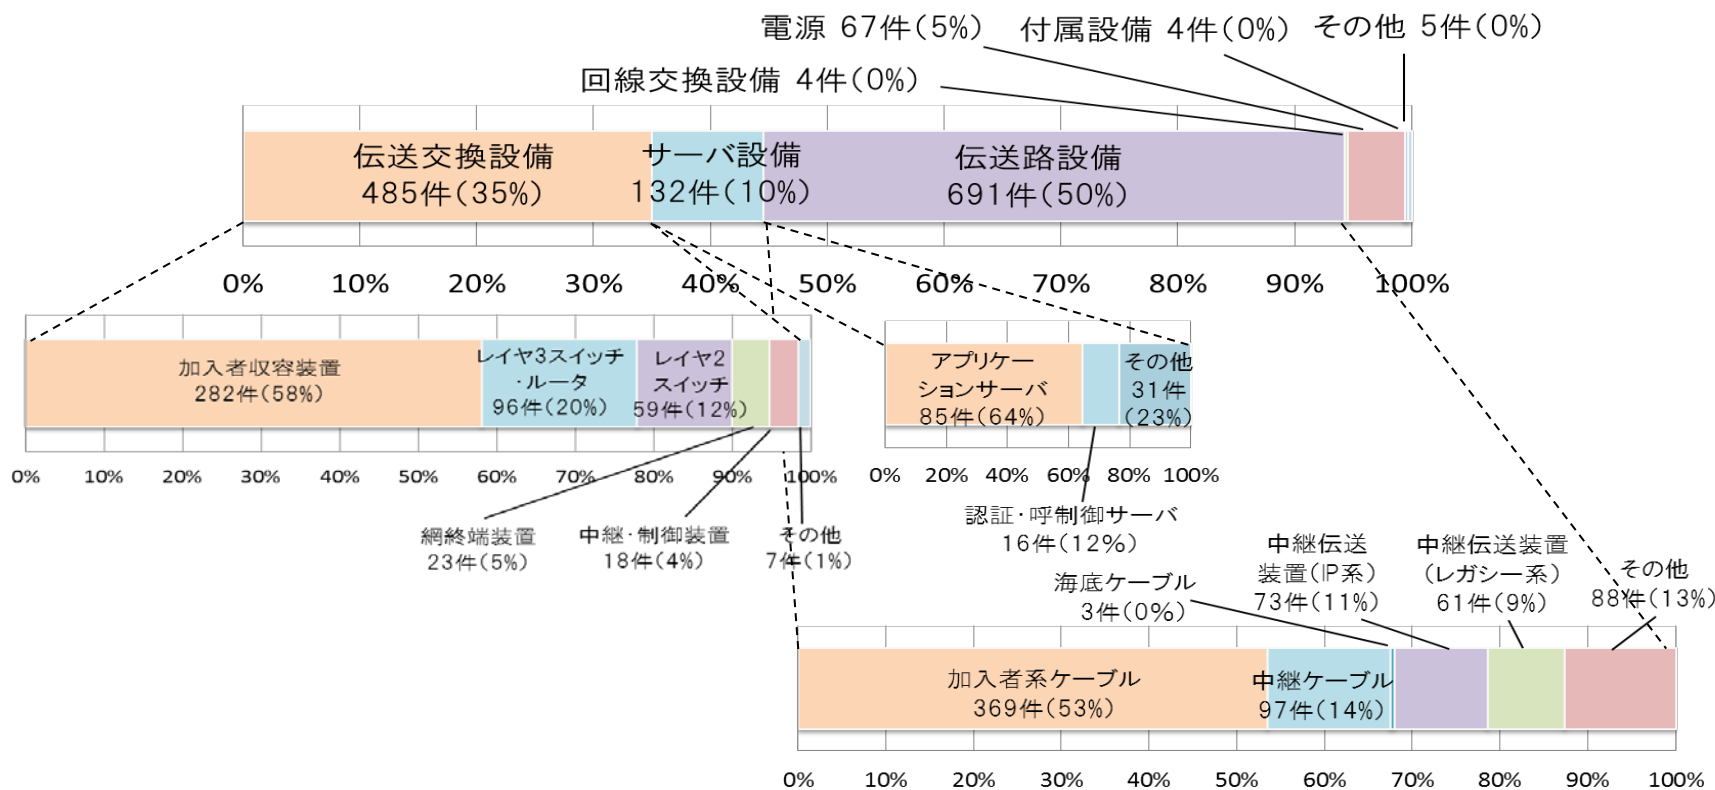 電源 67件(5%)
付属設備 4件(0%)
その他 5件(0%)
回線交換設備 4件(0%)
伝送交換設備
485件(35%)
サーバ設備
132件(10%)
伝送路設備
691件(50%)
0% 10% 20% 30% 40% 50% 60% 70% 80% 90% 100%
加入者収容装置
282件(58%)
レイヤ3スイッチ
・ルータ
96件(20%)
レイヤ2
スイッチ
59件(12%)
0% 10% 20% 30% 40% 50% 60% 70% 80% 90% 100%
網終端装置
23件(5%)
中継・制御装置
18件(4%)
その他
7件(1%)
アプリケー
ションサーバ
85件(64%)
その他
31件
(23%)
0% 20% 40% 60% 80% 100%
認証・呼制御サーバ
16件(12%)
海底ケーブル
3件(0%)
中継伝送
装置(IP系)
73件(11%)
中継伝送装置
(レガシー系)
61件(9%)
その他
88件(13%)
加入者系ケーブル
369件(53%)
中継ケーブル
97件(14%)
0% 10% 20% 30% 40% 50% 60% 70% 80% 90% 100%